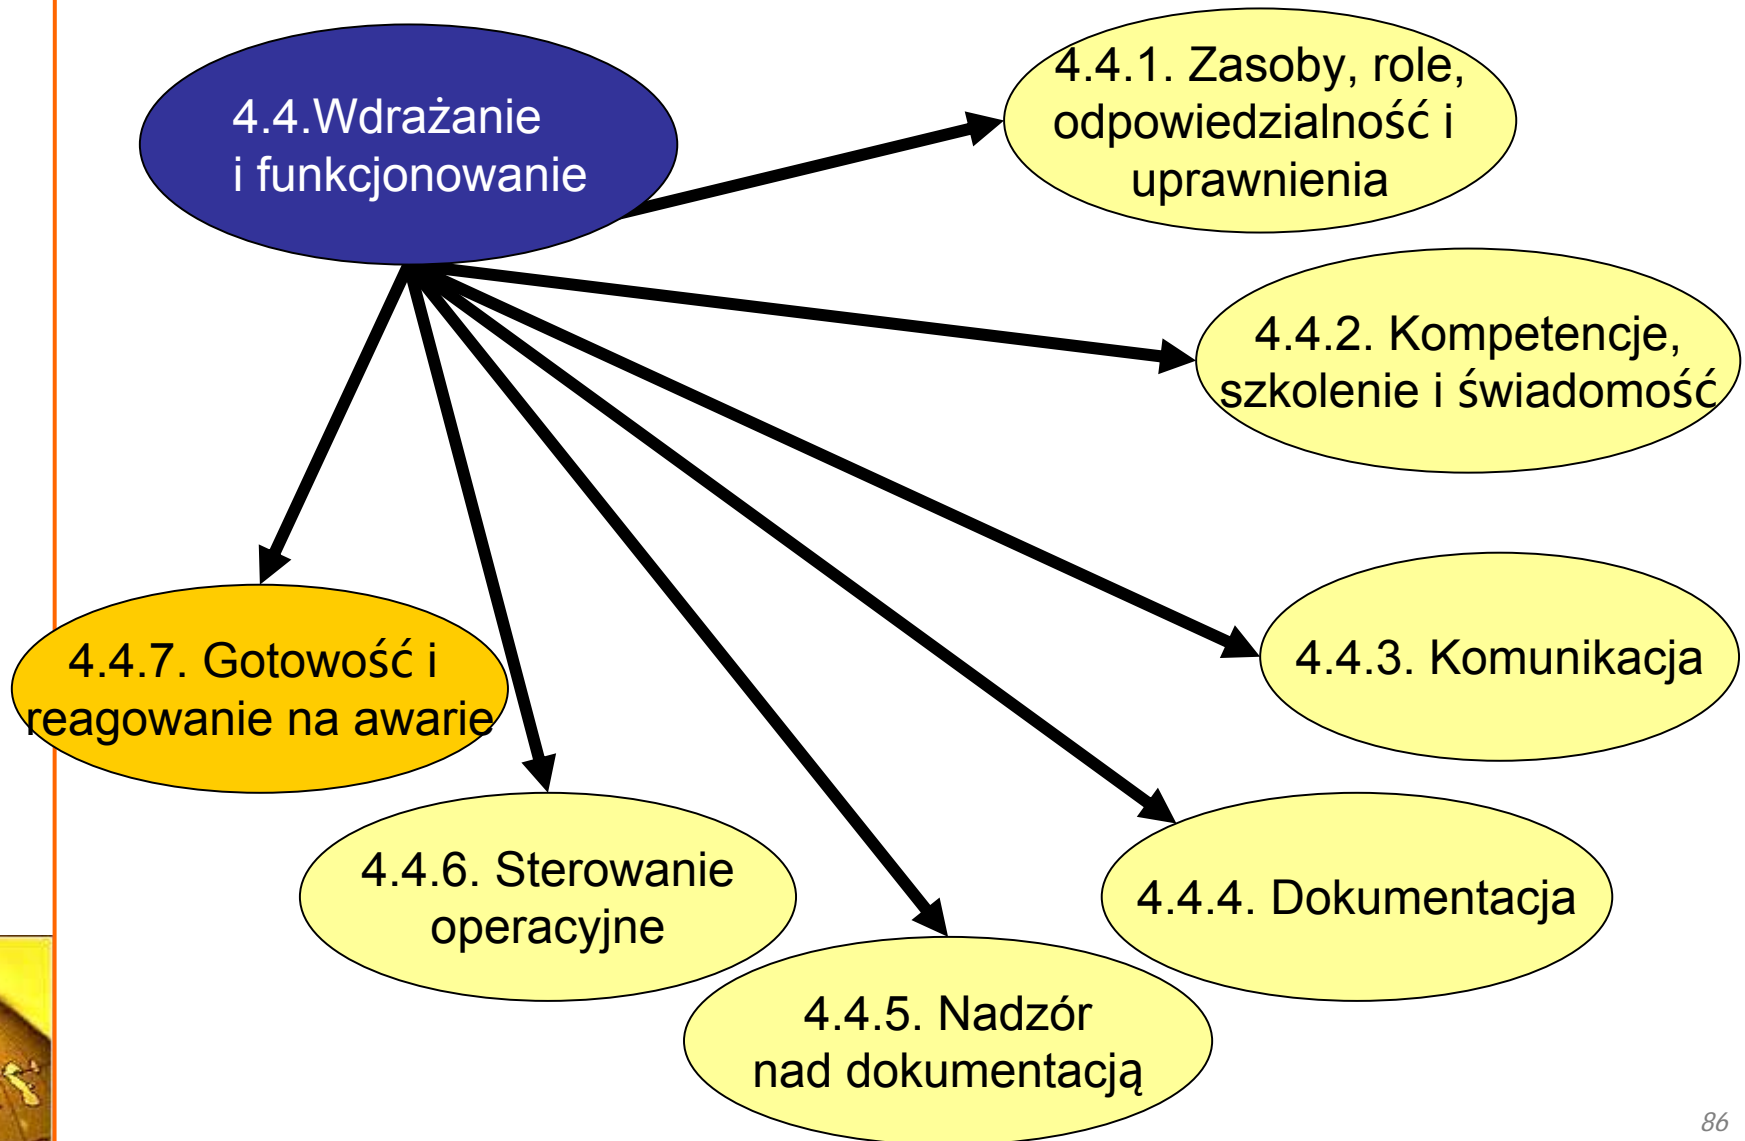 4.4.Wdrażanie
i funkcjonowanie
4.4.1. Zasoby, role,
odpowiedzialność i
uprawnienia
4.4.2. Kompetencje,
szkolenie i świadomość
4.4.3. Komunikacja
4.4.4. Dokumentacja
4.4.5. Nadzór
nad dokumentacją
4.4.6. Sterowanie
operacyjne
4.4.7. Gotowość i
reagowanie na awarie
86